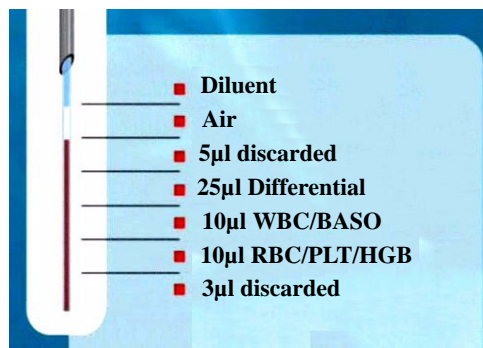 Diluent
Air
5µl discarded
25µl Differential
10µl WBC/BASO
10µl RBC/PLT/HGB
3µl discarded